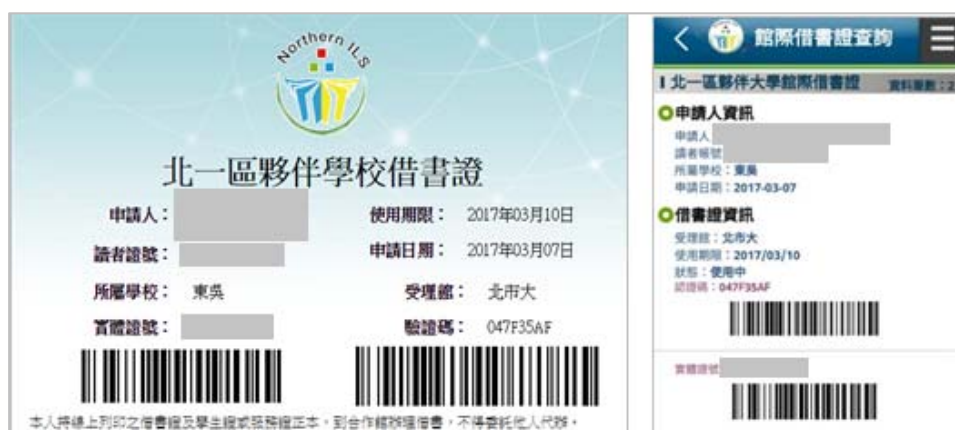 Northern ILS
北一區夥伴學校借書證
申請人：
使用期限： 2017年03月10日
讀者證號：
申請日期： 2017年03月07日
所屬學校： 東吳
受理館： 北市大
實體證號：
驗證碼： 047F35AF
本人將線上列印之借書證及學生證或服務證正本，到合作館辦理借書，不得委託他人代辦。
館際借書證查詢
北一區夥伴大學館際借書證 資料筆數：2
申請人資訊
申請人
讀者帳號
所屬學校：東吳
申請日期：2017-03-07
借書證資訊
受理館：北市大
使用期限：2017/03/10
狀態：使用中
認證碼：047F35AF
實體證號